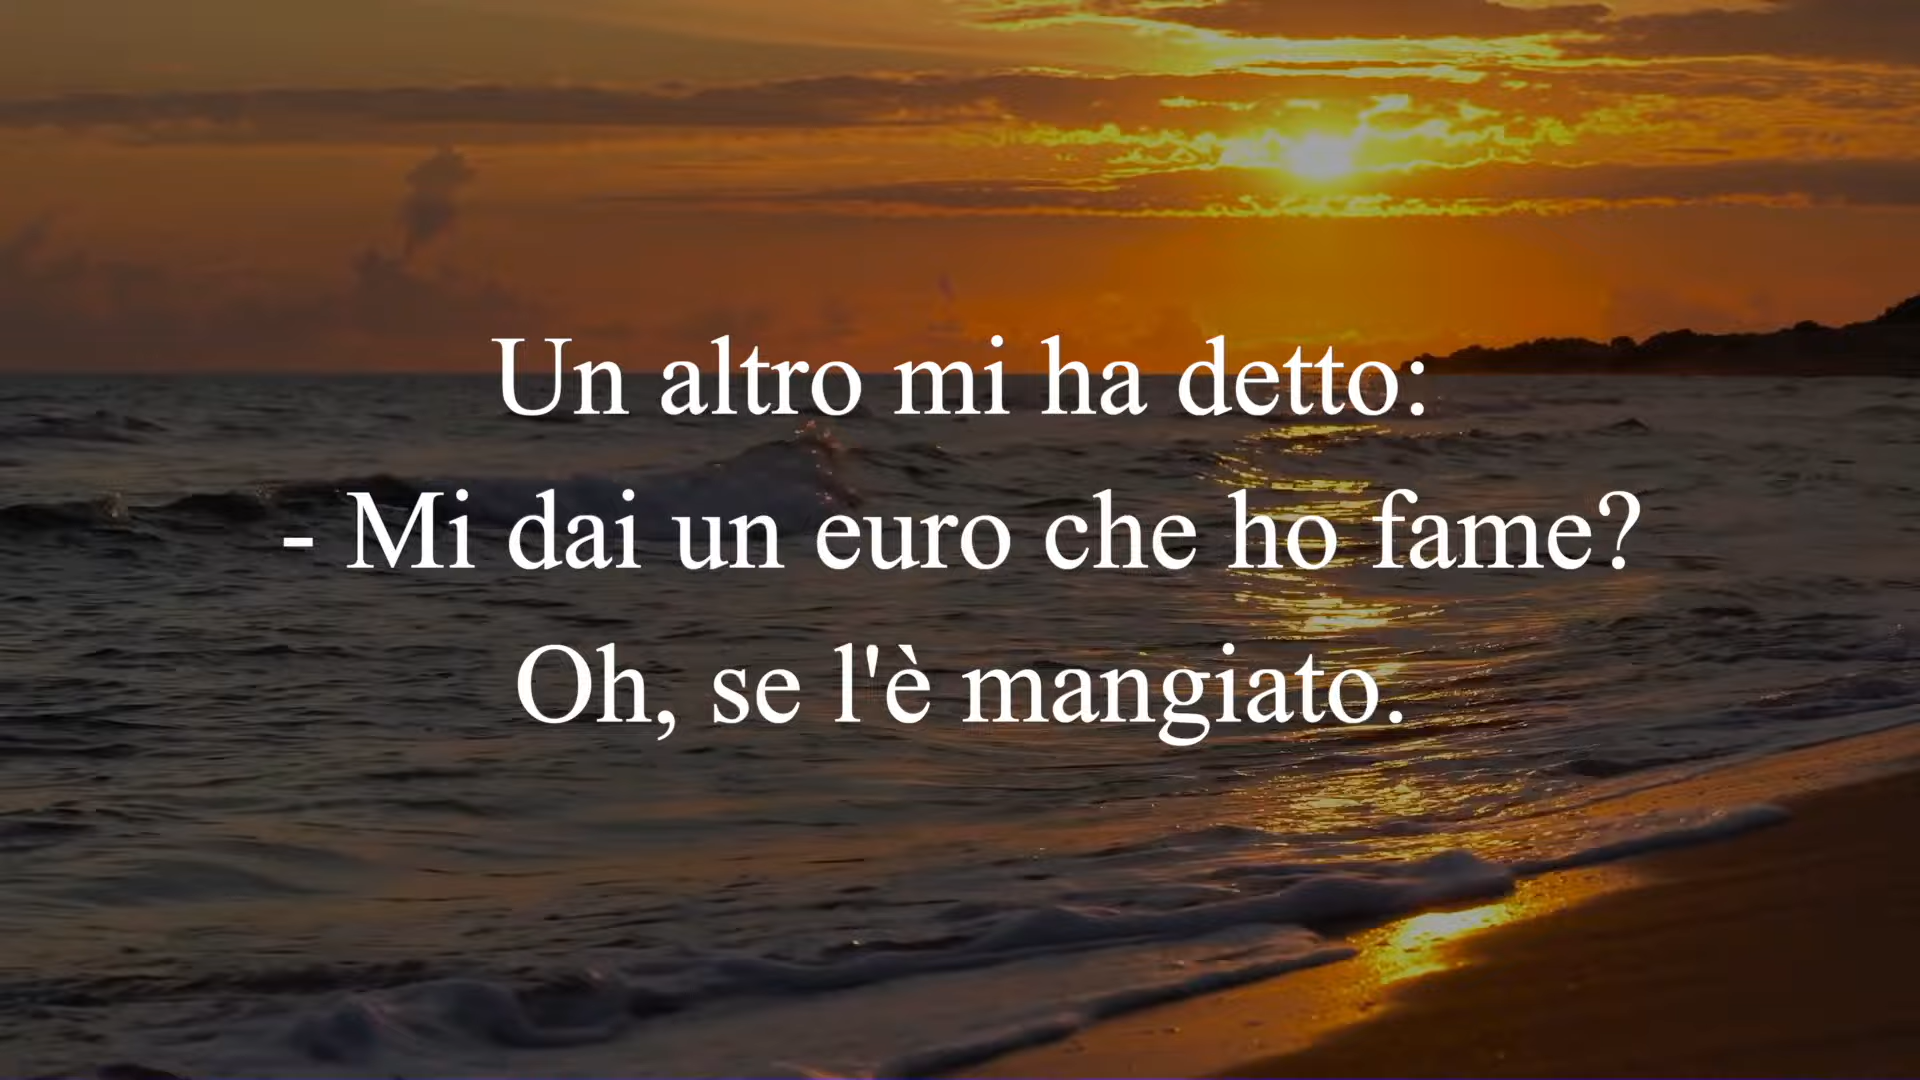 Un altro mi ha detto:
- Mi dai un euro che ho fame?
Oh, se l'è mangiato.